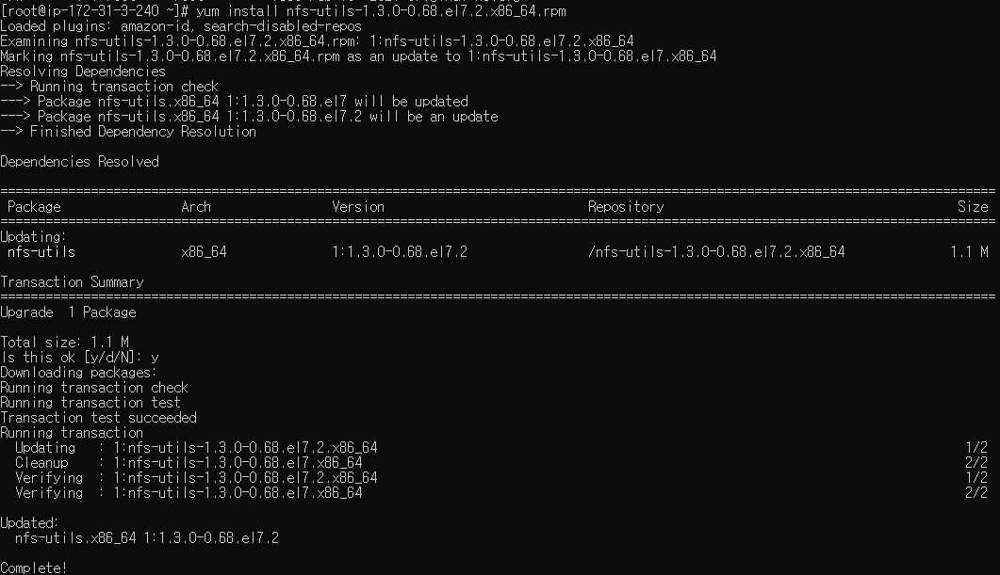 [root@ip-172-31-3-240 ~]# yum install nfs-utils-1.3.0-0.68.el7.2.x86_64.rpm
Loaded plugins: amazon-id, search-disabled-repos
Examining nfs-utils-1.3.0-0.68.el7.2.x86_64.rpm: 1:nfs-utils-1.3.0-0.68.el7.2.x86_64
Marking nfs-utils-1.3.0-0.68.el7.2.x86_64.rpm as an update to 1:nfs-utils-1.3.0-0.68.el7.x86_64
Resolving Dependencies
--> Running transaction check
---> Package nfs-utils.x86_64 1:1.3.0-0.68.el7 will be updated
---> Package nfs-utils.x86_64 1:1.3.0-0.68.el7.2 will be an update
--> Finished Dependency Resolution
Dependencies Resolved
Package Arch Version Repository Size
Updating:
nfs-utils x86_64 1:1.3.0-0.68.el7.2 /nfs-utils-1.3.0-0.68.el7.2.x86_64 1.1 M
Transaction Summary
Upgrade 1 Package
Total size: 1.1 M
Is this ok [y/d/N]: y
Downloading packages:
Running transaction check
Running transaction test
Transaction test succeeded
Running transaction
Updating : 1:nfs-utils-1.3.0-0.68.el7.2.x86_64 1/2
Cleanup : 1:nfs-utils-1.3.0-0.68.el7.x86_64 2/2
Verifying : 1:nfs-utils-1.3.0-0.68.el7.2.x86_64 1/2
Verifying : 1:nfs-utils-1.3.0-0.68.el7.x86_64 2/2
Updated:
nfs-utils.x86_64 1:1.3.0-0.68.el7.2
Complete!